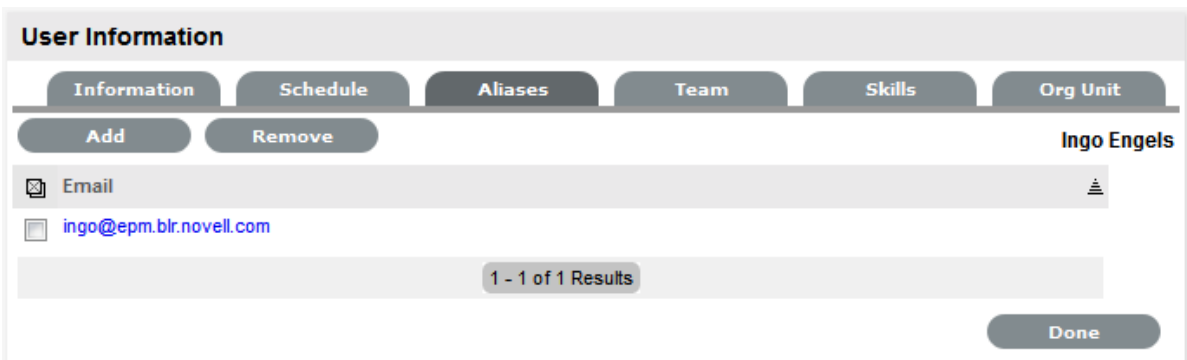 User Information
Information Schedule Aliases Team Skills Org Unit
Add Remove Ingo Engels
Email
ingo@epm.blr.novell.com
1 - 1 of 1 Results
Done